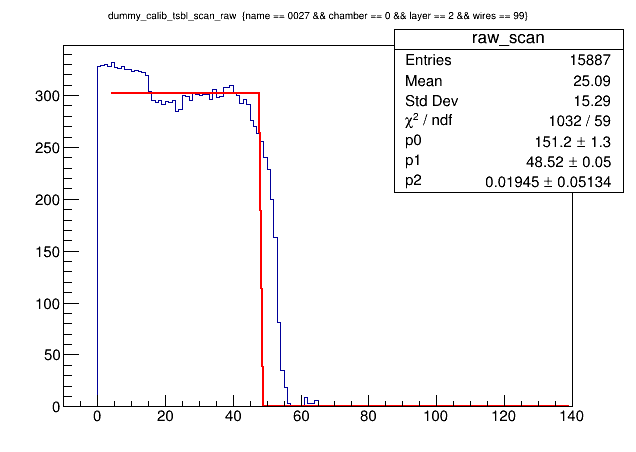 dummy_calib_tsbl_scan_raw {name == 0027 && chamber == 0 && layer == 2 && wires == 99}
raw_scan
Entries 15887
Mean 25.09
Std Dev 15.29
χ² / ndf 1032 / 59
p0 151.2 ± 1.3
p1 48.52 ± 0.05
p2 0.01945 ± 0.05134
300
250
200
150
100
50
0
0 20 40 60 80 100 120 140